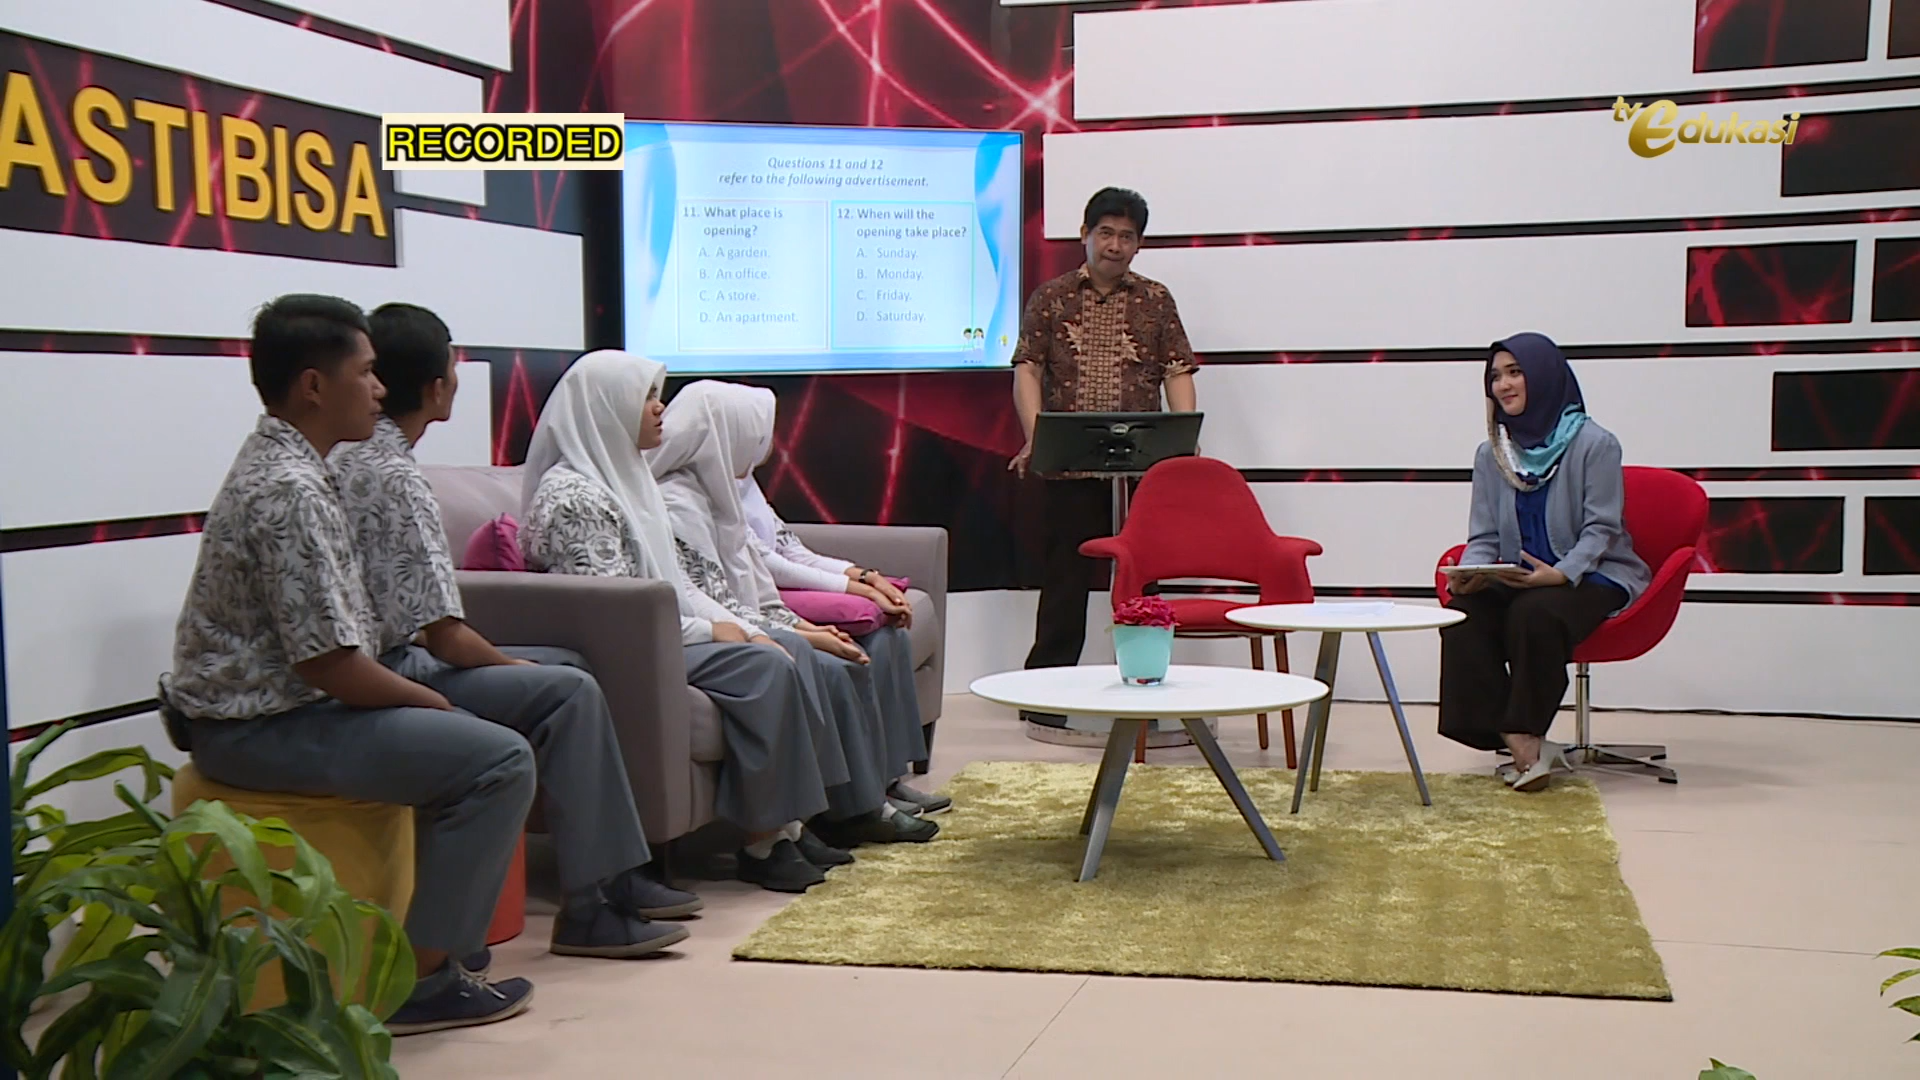 ASTIBISA
RECORDED
tv edukasi
Questions 11 and 12
refer to the following advertisement.
11. What place is
opening?
A. A garden.
B. An office.
C. A store.
D. An apartment.
12. When will the
opening take place?
A. Sunday.
B. Monday.
C. Friday.
D. Saturday.